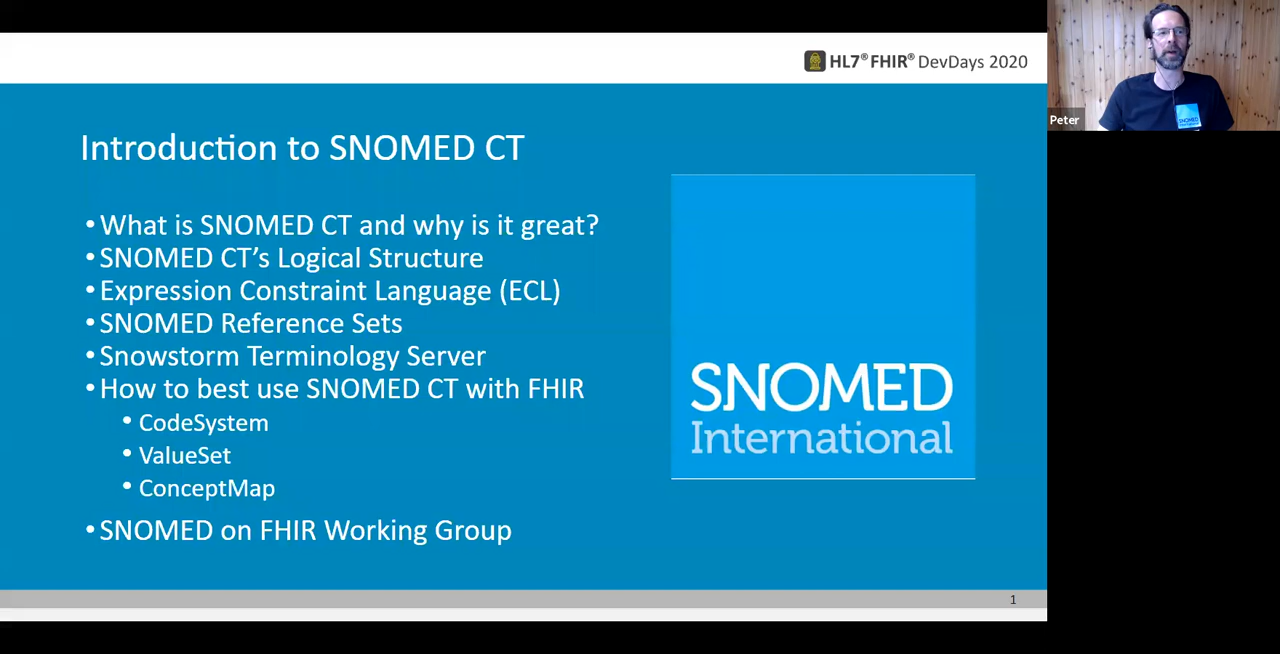 HL7® FHIR® DevDays 2020
Introduction to SNOMED CT
• What is SNOMED CT and why is it great?
• SNOMED CT’s Logical Structure
• Expression Constraint Language (ECL)
• SNOMED Reference Sets
• Snowstorm Terminology Server
• How to best use SNOMED CT with FHIR
• CodeSystem
• ValueSet
• ConceptMap
• SNOMED on FHIR Working Group
SNOMED
International
1
Peter
SNOMED